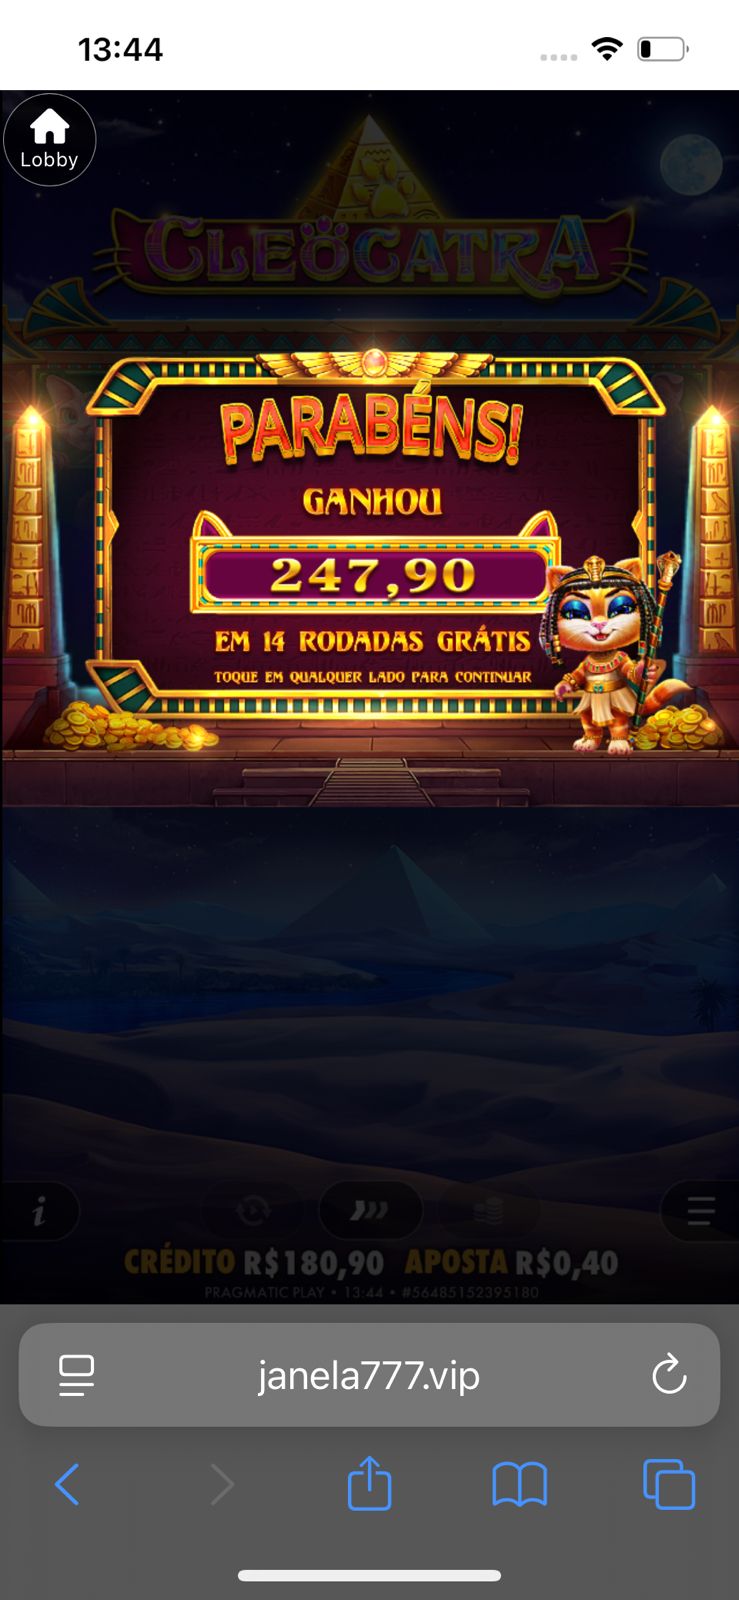 13:44
Lobby
CLEOCATRA
PARABÉNS!
GANHOU
247,90
EM 14 RODADAS GRÁTIS
TOQUE EM QUALQUER LADO PARA CONTINUAR
CRÉDITO R$180,90 APOSTA R$0,40
PRAGMATIC PLAY • 13:44 • #56485152395180
janela777.vip